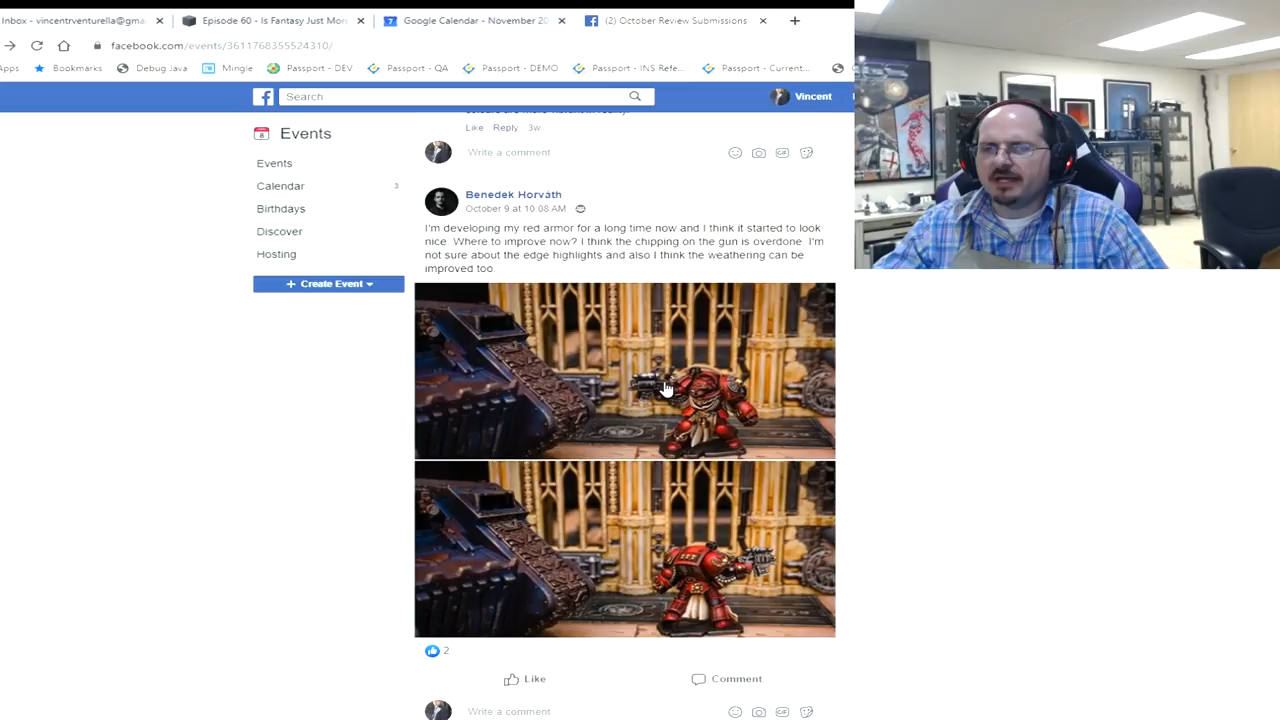 Inbox - vincentrventurella@gma
Episode 60 - Is Fantasy Just Mor
Google Calendar - November 20
(2) October Review Submissions
facebook.com/events/3611768355524310/
Apps
Bookmarks
Debug Java
Mingle
Passport - DEV
Passport - QA
Passport - DEMO
Passport - INS Refe...
Passport - Current...
Search
Vincent
Events
Events
Calendar
3
Birthdays
Discover
Hosting
+ Create Event
Like Reply 3w
Write a comment
Benedek Horváth
October 9 at 10:08 AM
I'm developing my red armor for a long time now and I think it started to look
nice. Where to improve now? I think the chipping on the gun is overdone. I'm
not sure about the edge highlights and also I think the weathering can be
improved too.
2
Like
Comment
Write a comment